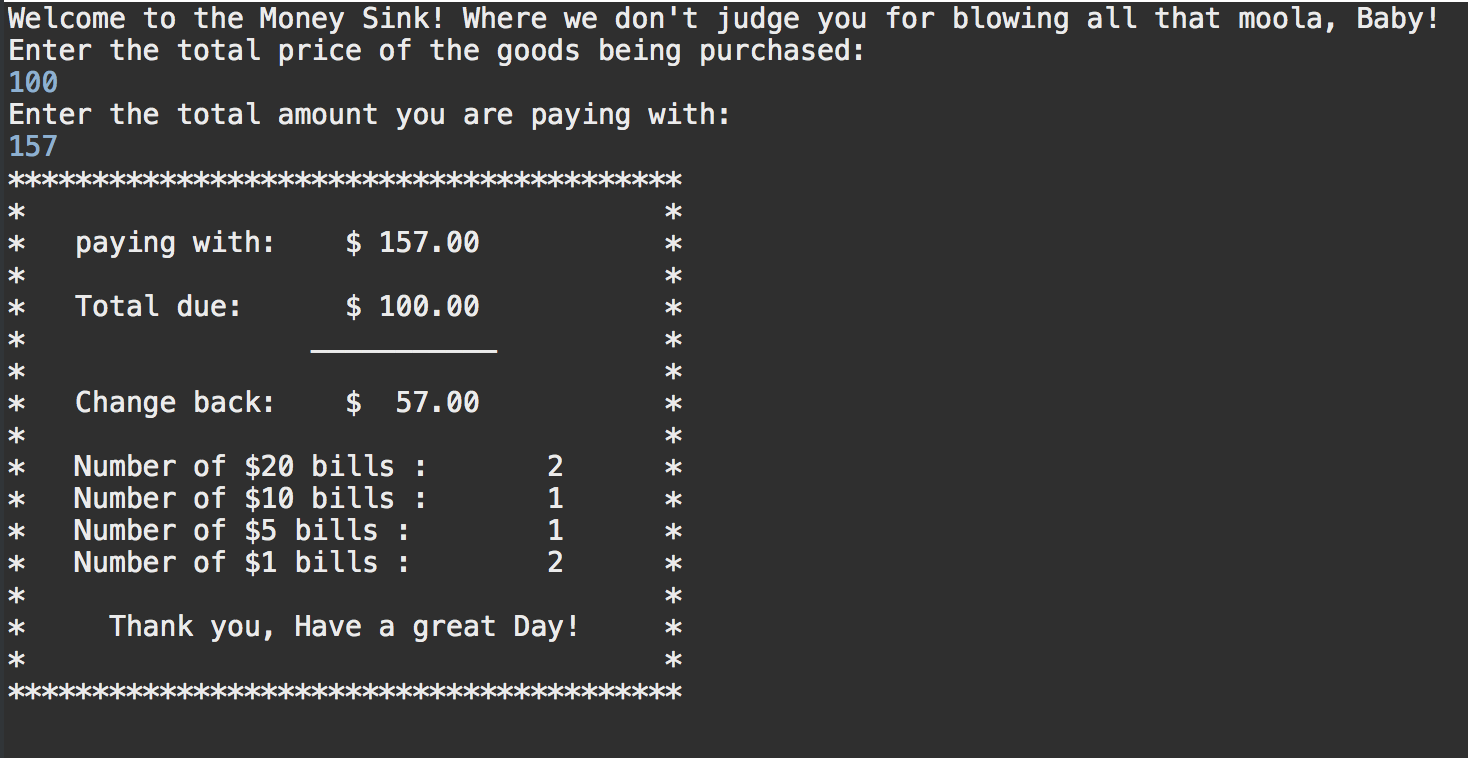 Welcome to the Money Sink! Where we don't judge you for blowing all that moola, Baby!
Enter the total price of the goods being purchased:
100
Enter the total amount you are paying with:
157
****************************************
*                                      *
*   paying with:    $ 157.00           *
*                                      *
*   Total due:      $ 100.00           *
*                 ___________          *
*                                      *
*   Change back:    $  57.00           *
*                                      *
*   Number of $20 bills :       2      *
*   Number of $10 bills :       1      *
*   Number of $5 bills :        1      *
*   Number of $1 bills :        2      *
*                                      *
*     Thank you, Have a great Day!     *
*                                      *
****************************************